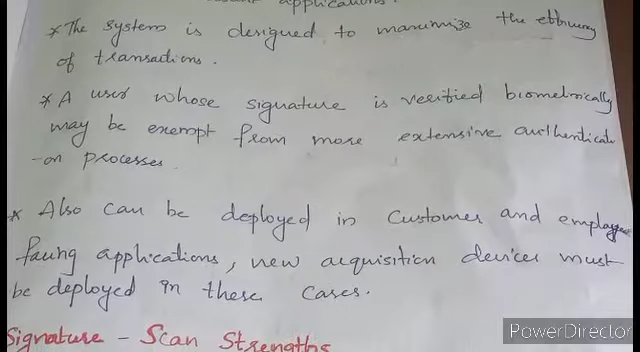 applications.
* The system is designed to maximize the efficiency
of transactions.
* A user whose signature is verified biometrically
may be exempt from more extensive authenticati
-on processes.
* Also can be deployed in customer and employee
facing applications, new acquisition devices must
be deployed in these cases.
Signature - Scan Strengths
PowerDirector